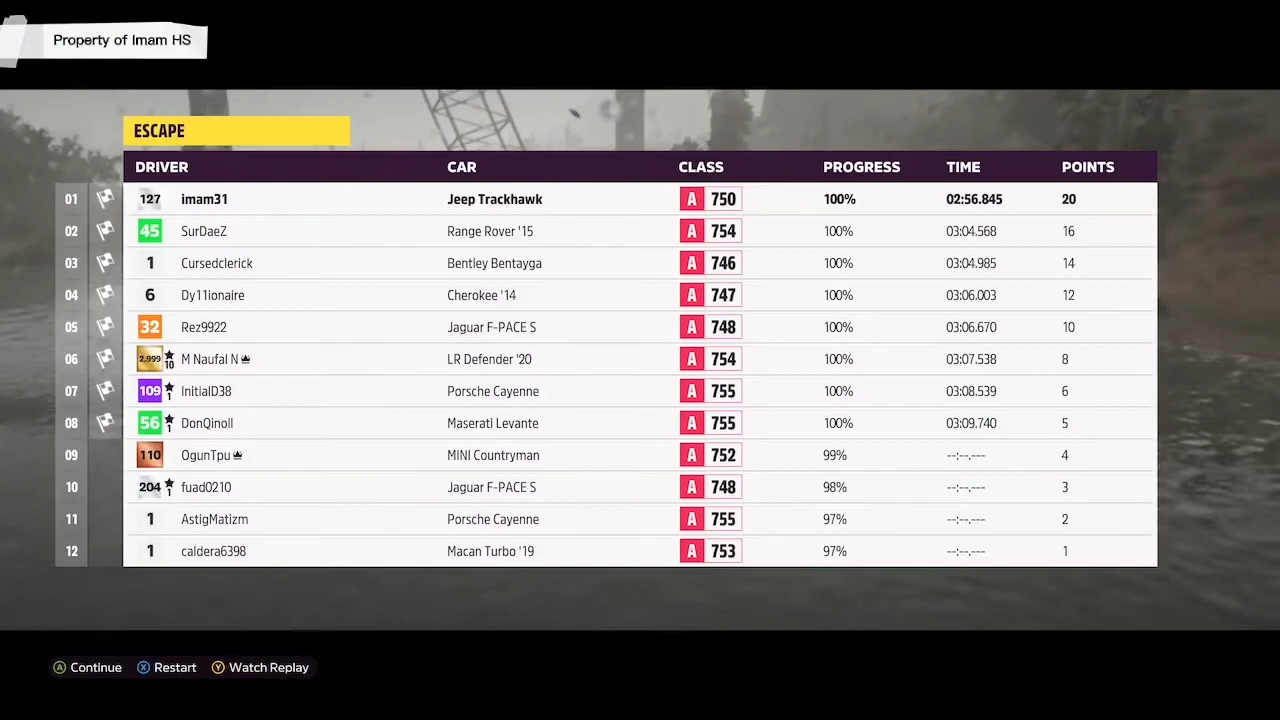 Property of Imam HS
ESCAPE
DRIVER CAR CLASS PROGRESS TIME POINTS
01 127 imam31 Jeep Trackhawk A 750 100% 02:56.845 20
02 45 SurDaeZ Range Rover '15 A 754 100% 03:04.568 16
03 1 Cursedclerick Bentley Bentayga A 746 100% 03:04.985 14
04 6 Dy11ionaire Cherokee '14 A 747 100% 03:06.003 12
05 32 Rez9922 Jaguar F-PACE S A 748 100% 03:06.670 10
06 2,999 10 M Naufal N LR Defender '20 A 754 100% 03:07.538 8
07 109 1 InitialD38 Porsche Cayenne A 755 100% 03:08.539 6
08 56 1 DonQinoll Maserati Levante A 755 100% 03:09.740 5
09 110 OgunTpu MINI Countryman A 752 99% --:--.--- 4
10 204 1 fuad0210 Jaguar F-PACE S A 748 98% --:--.--- 3
11 1 AstigMatizm Porsche Cayenne A 755 97% --:--.--- 2
12 1 caldera6398 Macan Turbo '19 A 753 97% --:--.--- 1
A Continue X Restart Y Watch Replay